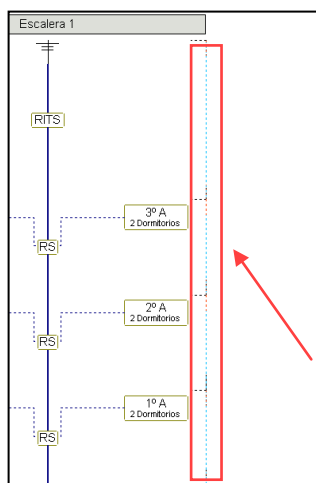 Escalera 1
RITS
3º A
2 Dormitorios
RS
2º A
2 Dormitorios
RS
1º A
2 Dormitorios
RS